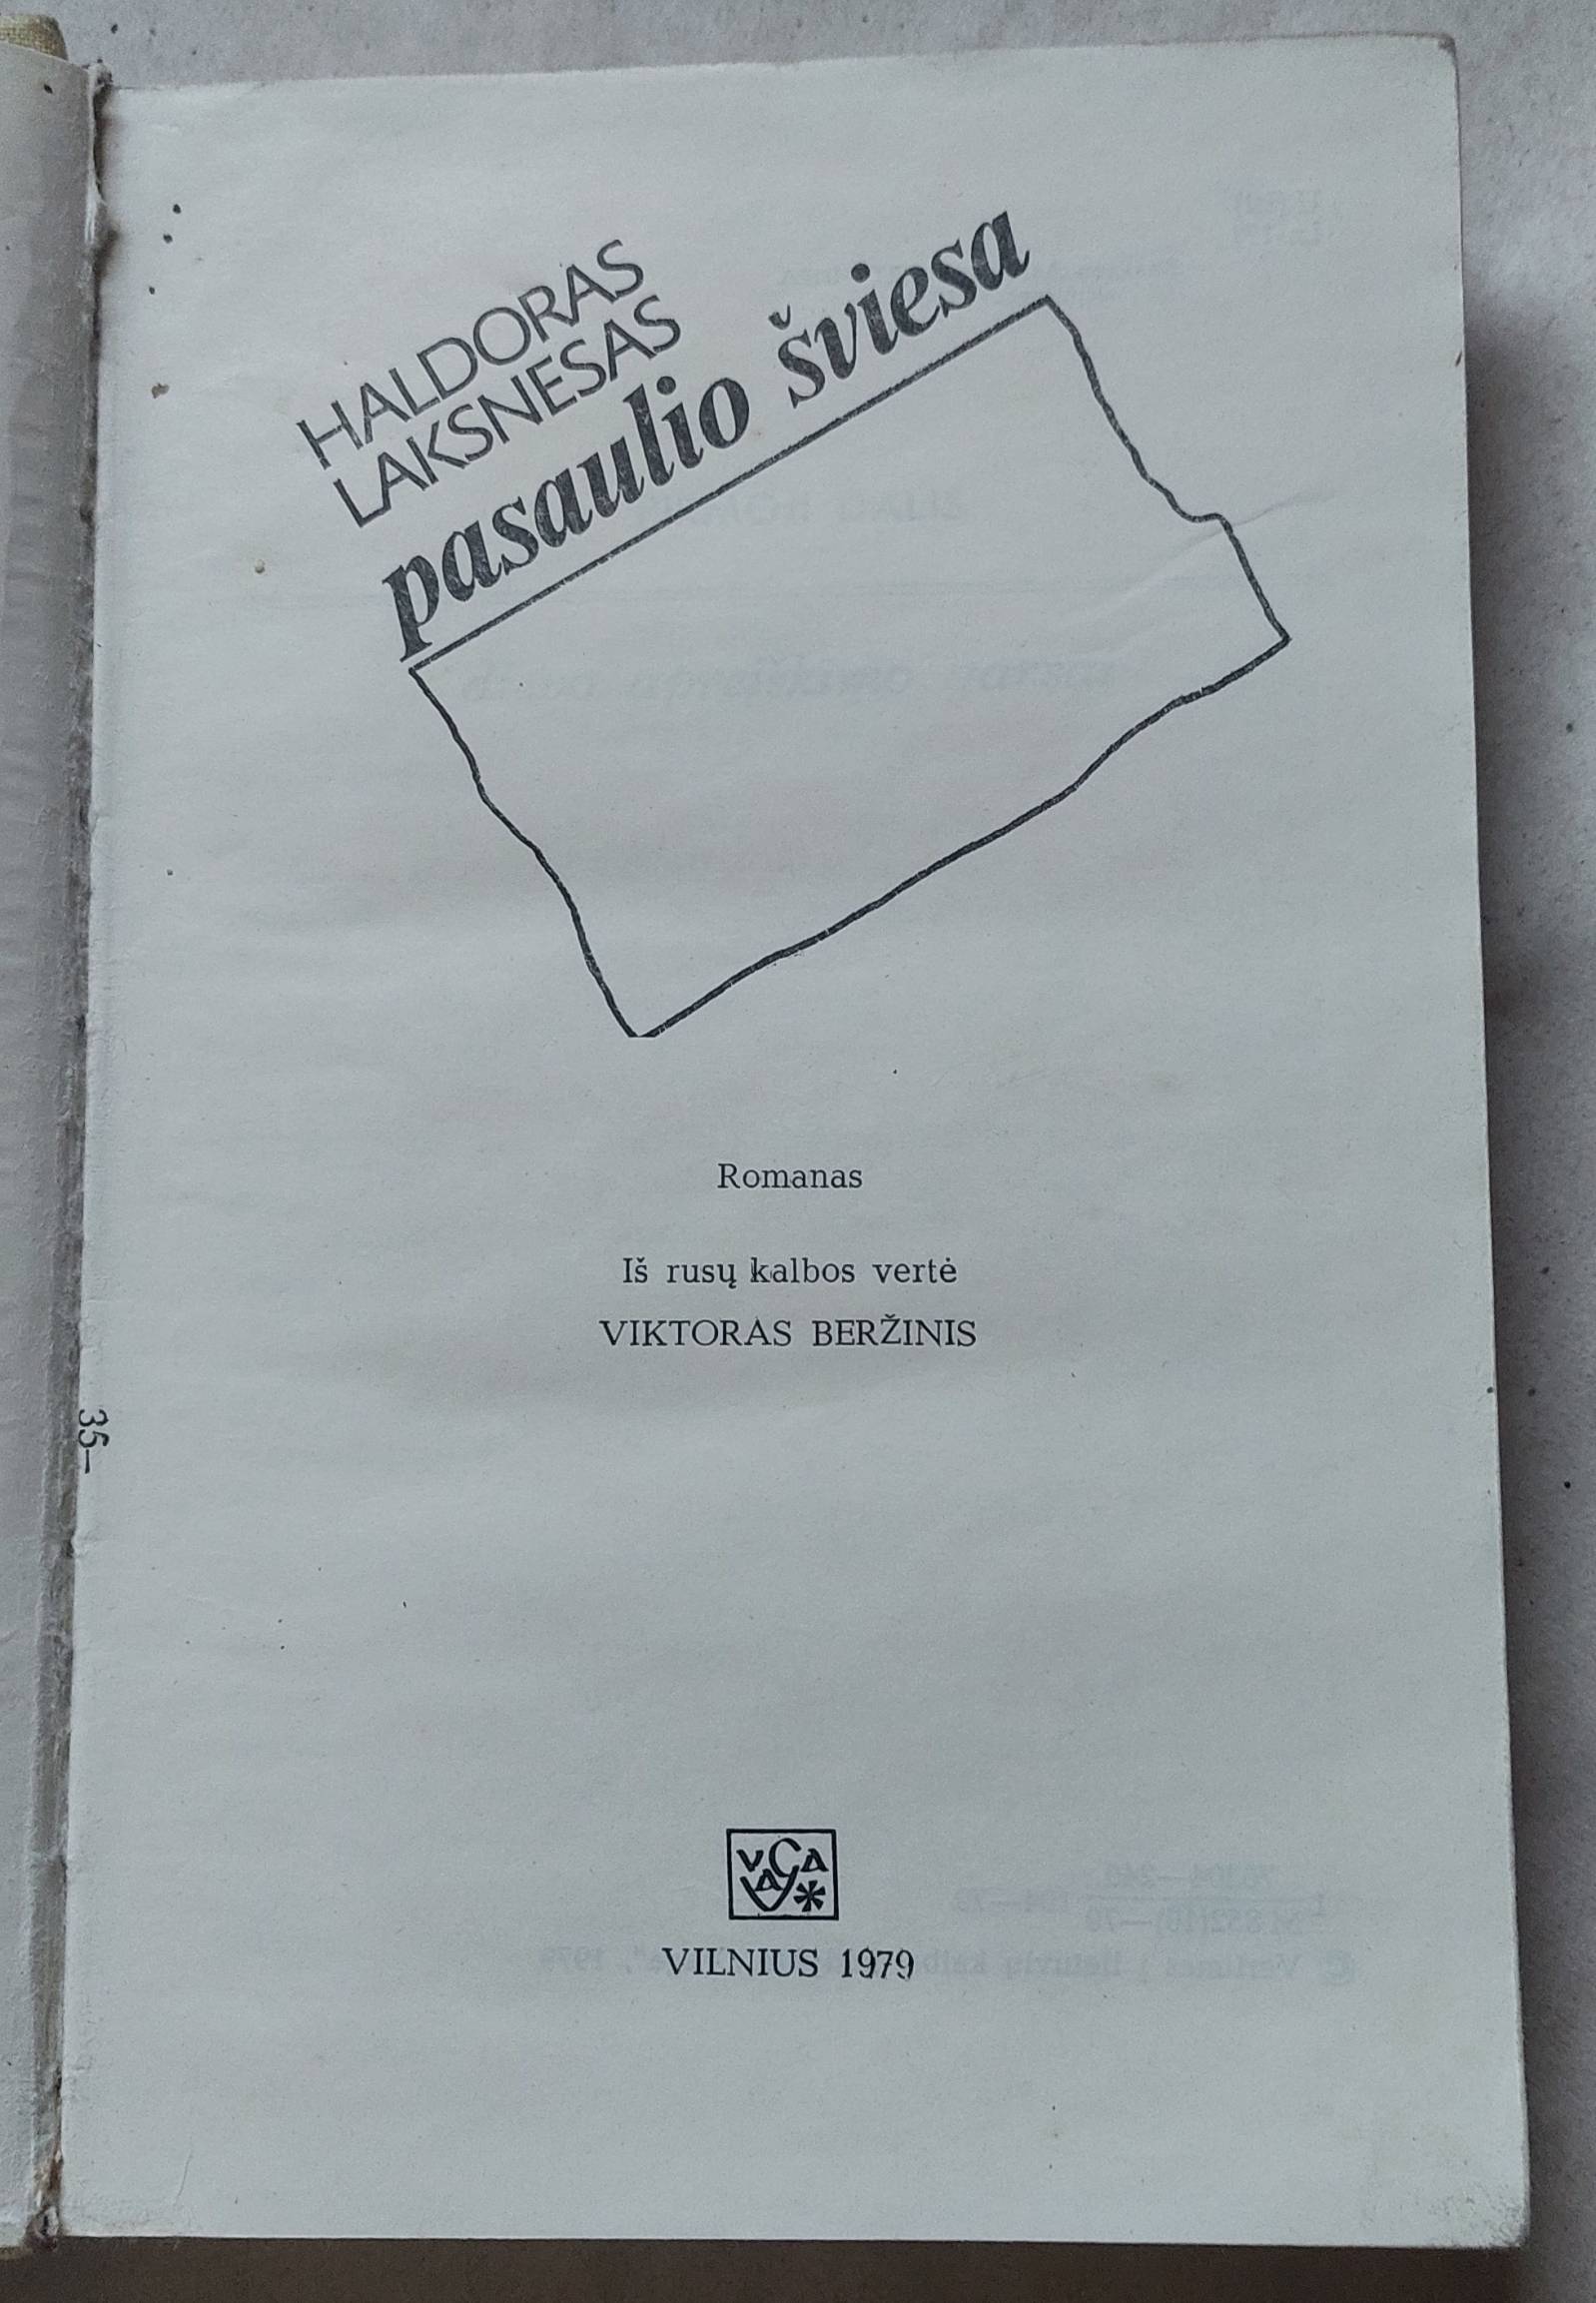 HALDORAS
LAKSNESAS
pasaulio šviesa
Romanas
Iš rusų kalbos vertė
VIKTORAS BERŽINIS
35—
VAGA
VILNIUS 1979